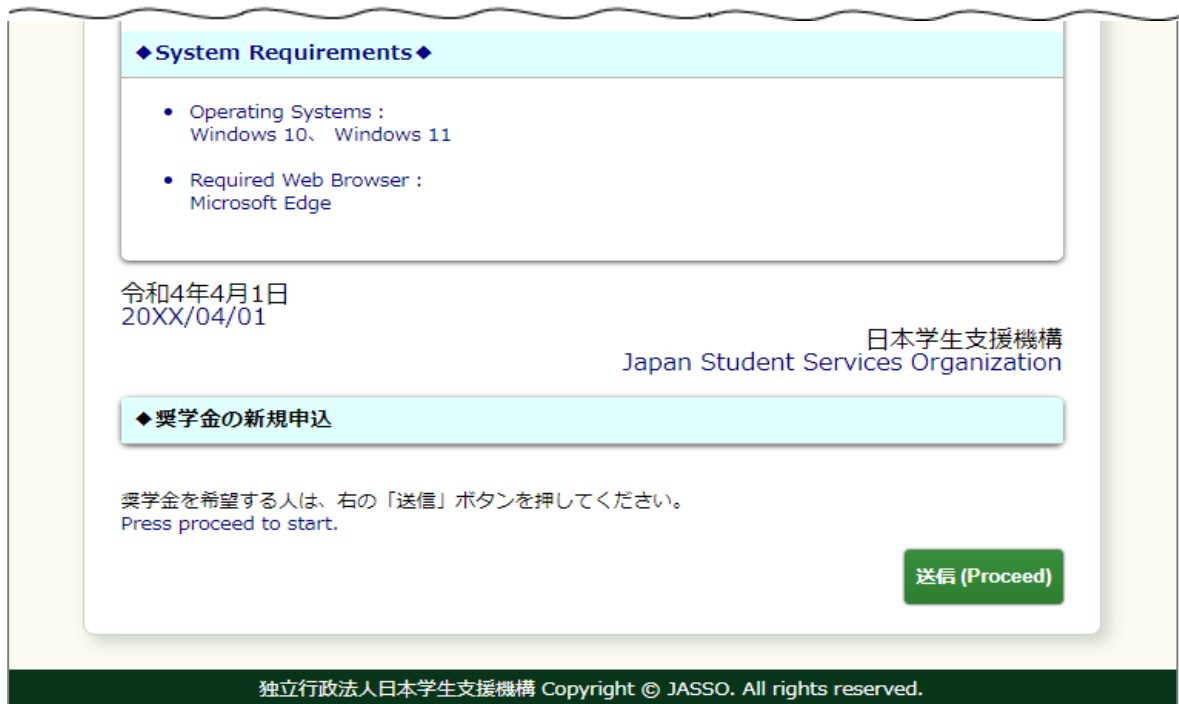 ◆System Requirements◆
• Operating Systems :
Windows 10、 Windows 11
• Required Web Browser :
Microsoft Edge
令和4年4月1日
20XX/04/01
日本学生支援機構
Japan Student Services Organization
◆奨学金の新規申込
奨学金を希望する人は、右の「送信」ボタンを押してください。
Press proceed to start.
送信 (Proceed)
独立行政法人日本学生支援機構 Copyright © JASSO. All rights reserved.